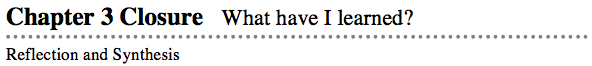 Chapter 3 Closure What have I learned?
Reflection and Synthesis